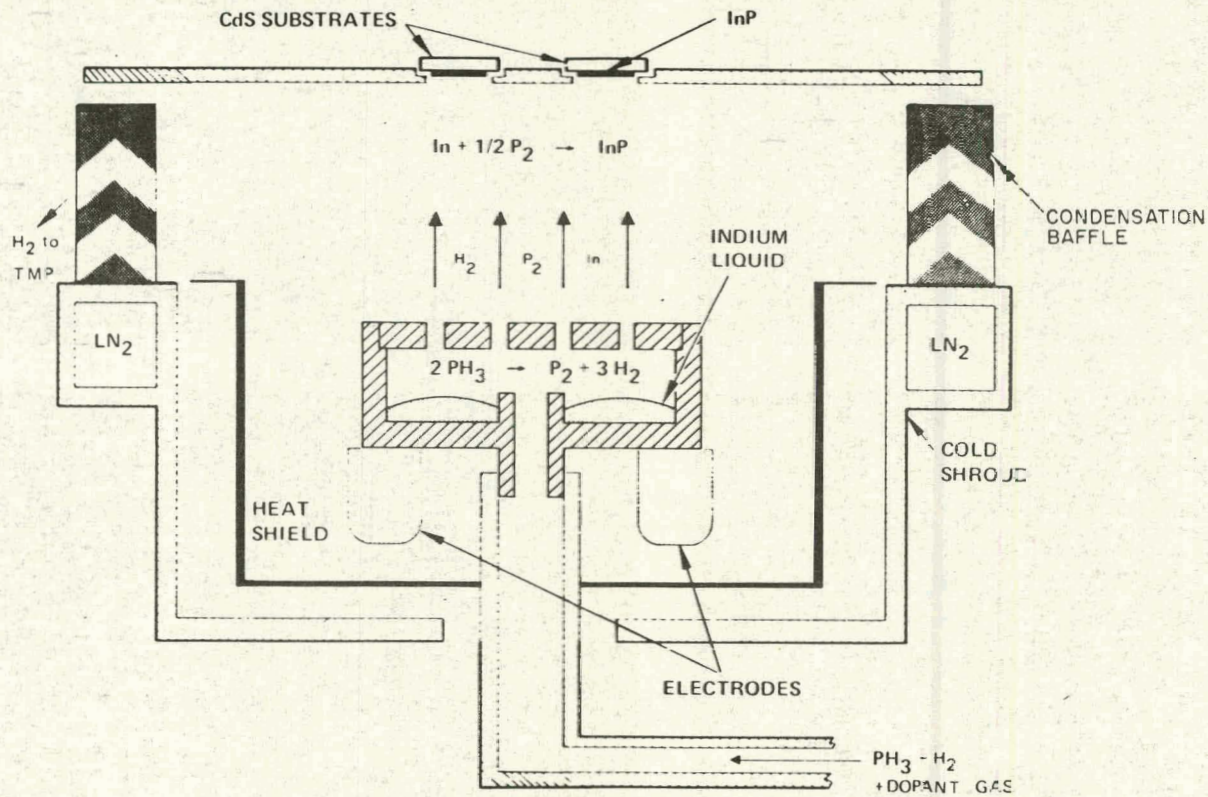 CdS SUBSTRATES
InP
In + 1/2 P₂ → InP
H₂ to
TMP
H₂
P₂
In
INDIUM
LIQUID
CONDENSATION
BAFFLE
LN₂
LN₂
2 PH₃ → P₂ + 3 H₂
COLD
SHROUD
HEAT
SHIELD
ELECTRODES
PH₃ - H₂
+DOPANT GAS